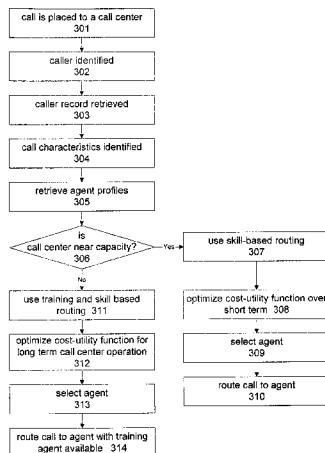 call is placed to a call center
301
caller identified
302
caller record retrieved
303
call characteristics identified
304
retrieve agent profiles
305
is
call center near capacity?
306
Yes
No
use skill-based routing
307
optimize cost-utility function over
short term 308
select agent
309
route call to agent
310
use training and skill based
routing 311
optimize cost-utility function for
long term call center operation
312
select agent
313
route call to agent with training
agent available 314